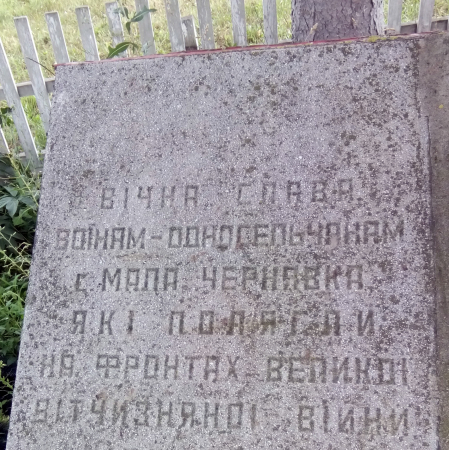 ВІЧНА СЛАВА
ВОЇНАМ-ОДНОСЕЛЬЧАНАМ
с. МАЛА ЧЕРНАВКА
ЯКІ ПОЛЯГЛИ
НА ФРОНТАХ ВЕЛИКОЇ
ВІТЧИЗНЯНОЇ ВІЙНИ